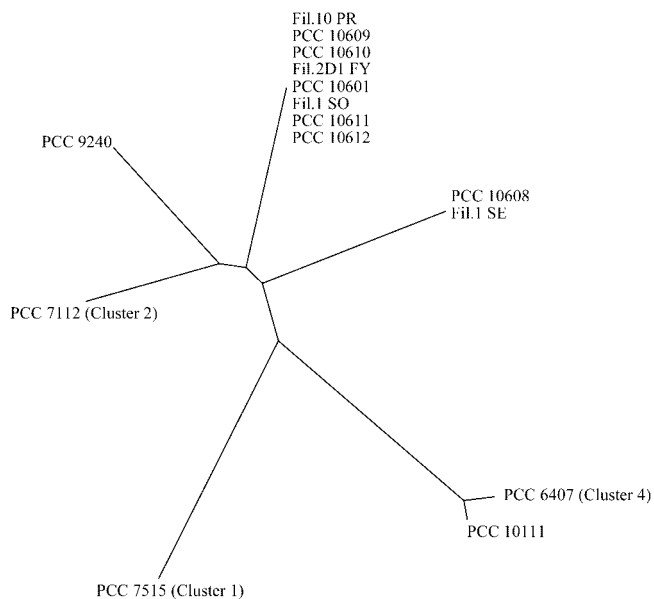 Fil.10 PR
PCC 10609
PCC 10610
Fil.2D1 FY
PCC 10601
Fil.1 SO
PCC 10611
PCC 10612
PCC 9240
PCC 10608
Fil.1 SE
PCC 7112 (Cluster 2)
PCC 6407 (Cluster 4)
PCC 10111
PCC 7515 (Cluster 1)